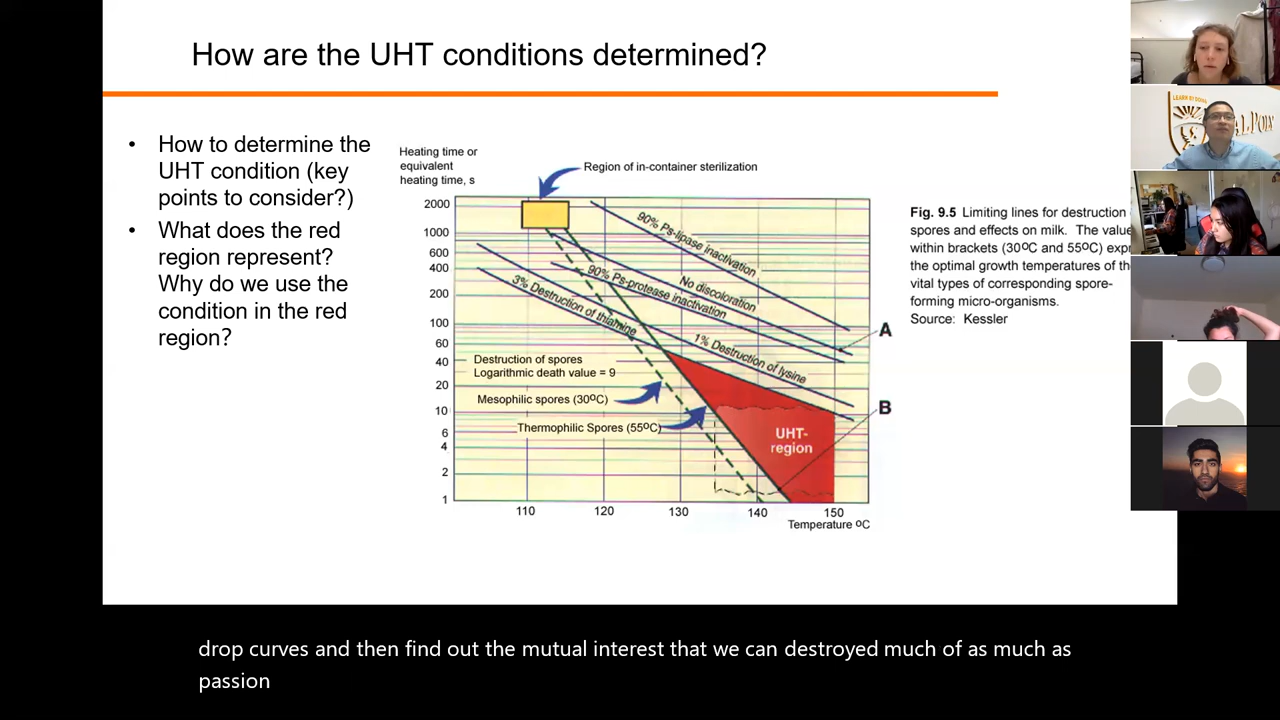 How are the UHT conditions determined?
• How to determine the
UHT condition (key
points to consider?)
• What does the red
region represent?
Why do we use the
condition in the red
region?
Heating time or
equivalent
heating time, s
Region of in-container sterilization
2000
1000
600
400
200
100
60
40
20
10
6
4
2
1
90% Ps-lipase inactivation
No discoloration
90% Ps-protease inactivation
3% Destruction of thiamine
1% Destruction of lysine
A
Destruction of spores
Logarithmic death value = 9
Mesophilic spores (30ºC)
Thermophilic Spores (55ºC)
B
UHT-
region
110
120
130
140
150
Temperature ºC
Fig. 9.5 Limiting lines for destruction
spores and effects on milk. The value
within brackets (30ºC and 55ºC) expr
the optimal growth temperatures of th
vital types of corresponding spore-
forming micro-organisms.
Source: Kessler
LEARN BY DOING
CAL POLY
drop curves and then find out the mutual interest that we can destroyed much of as much as
passion